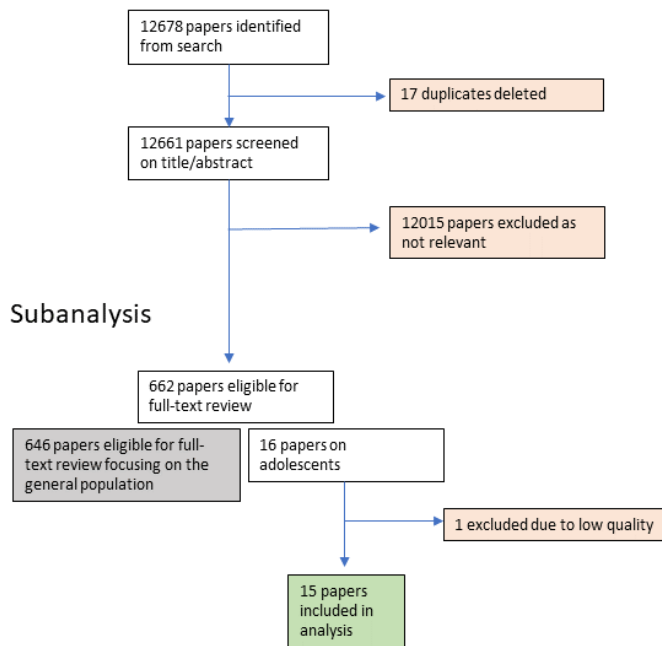 12678 papers identified
from search
17 duplicates deleted
12661 papers screened
on title/abstract
12015 papers excluded as
not relevant
Subanalysis
662 papers eligible for
full-text review
646 papers eligible for full-
text review focusing on the
general population
16 papers on
adolescents
1 excluded due to low quality
15 papers
included in
analysis